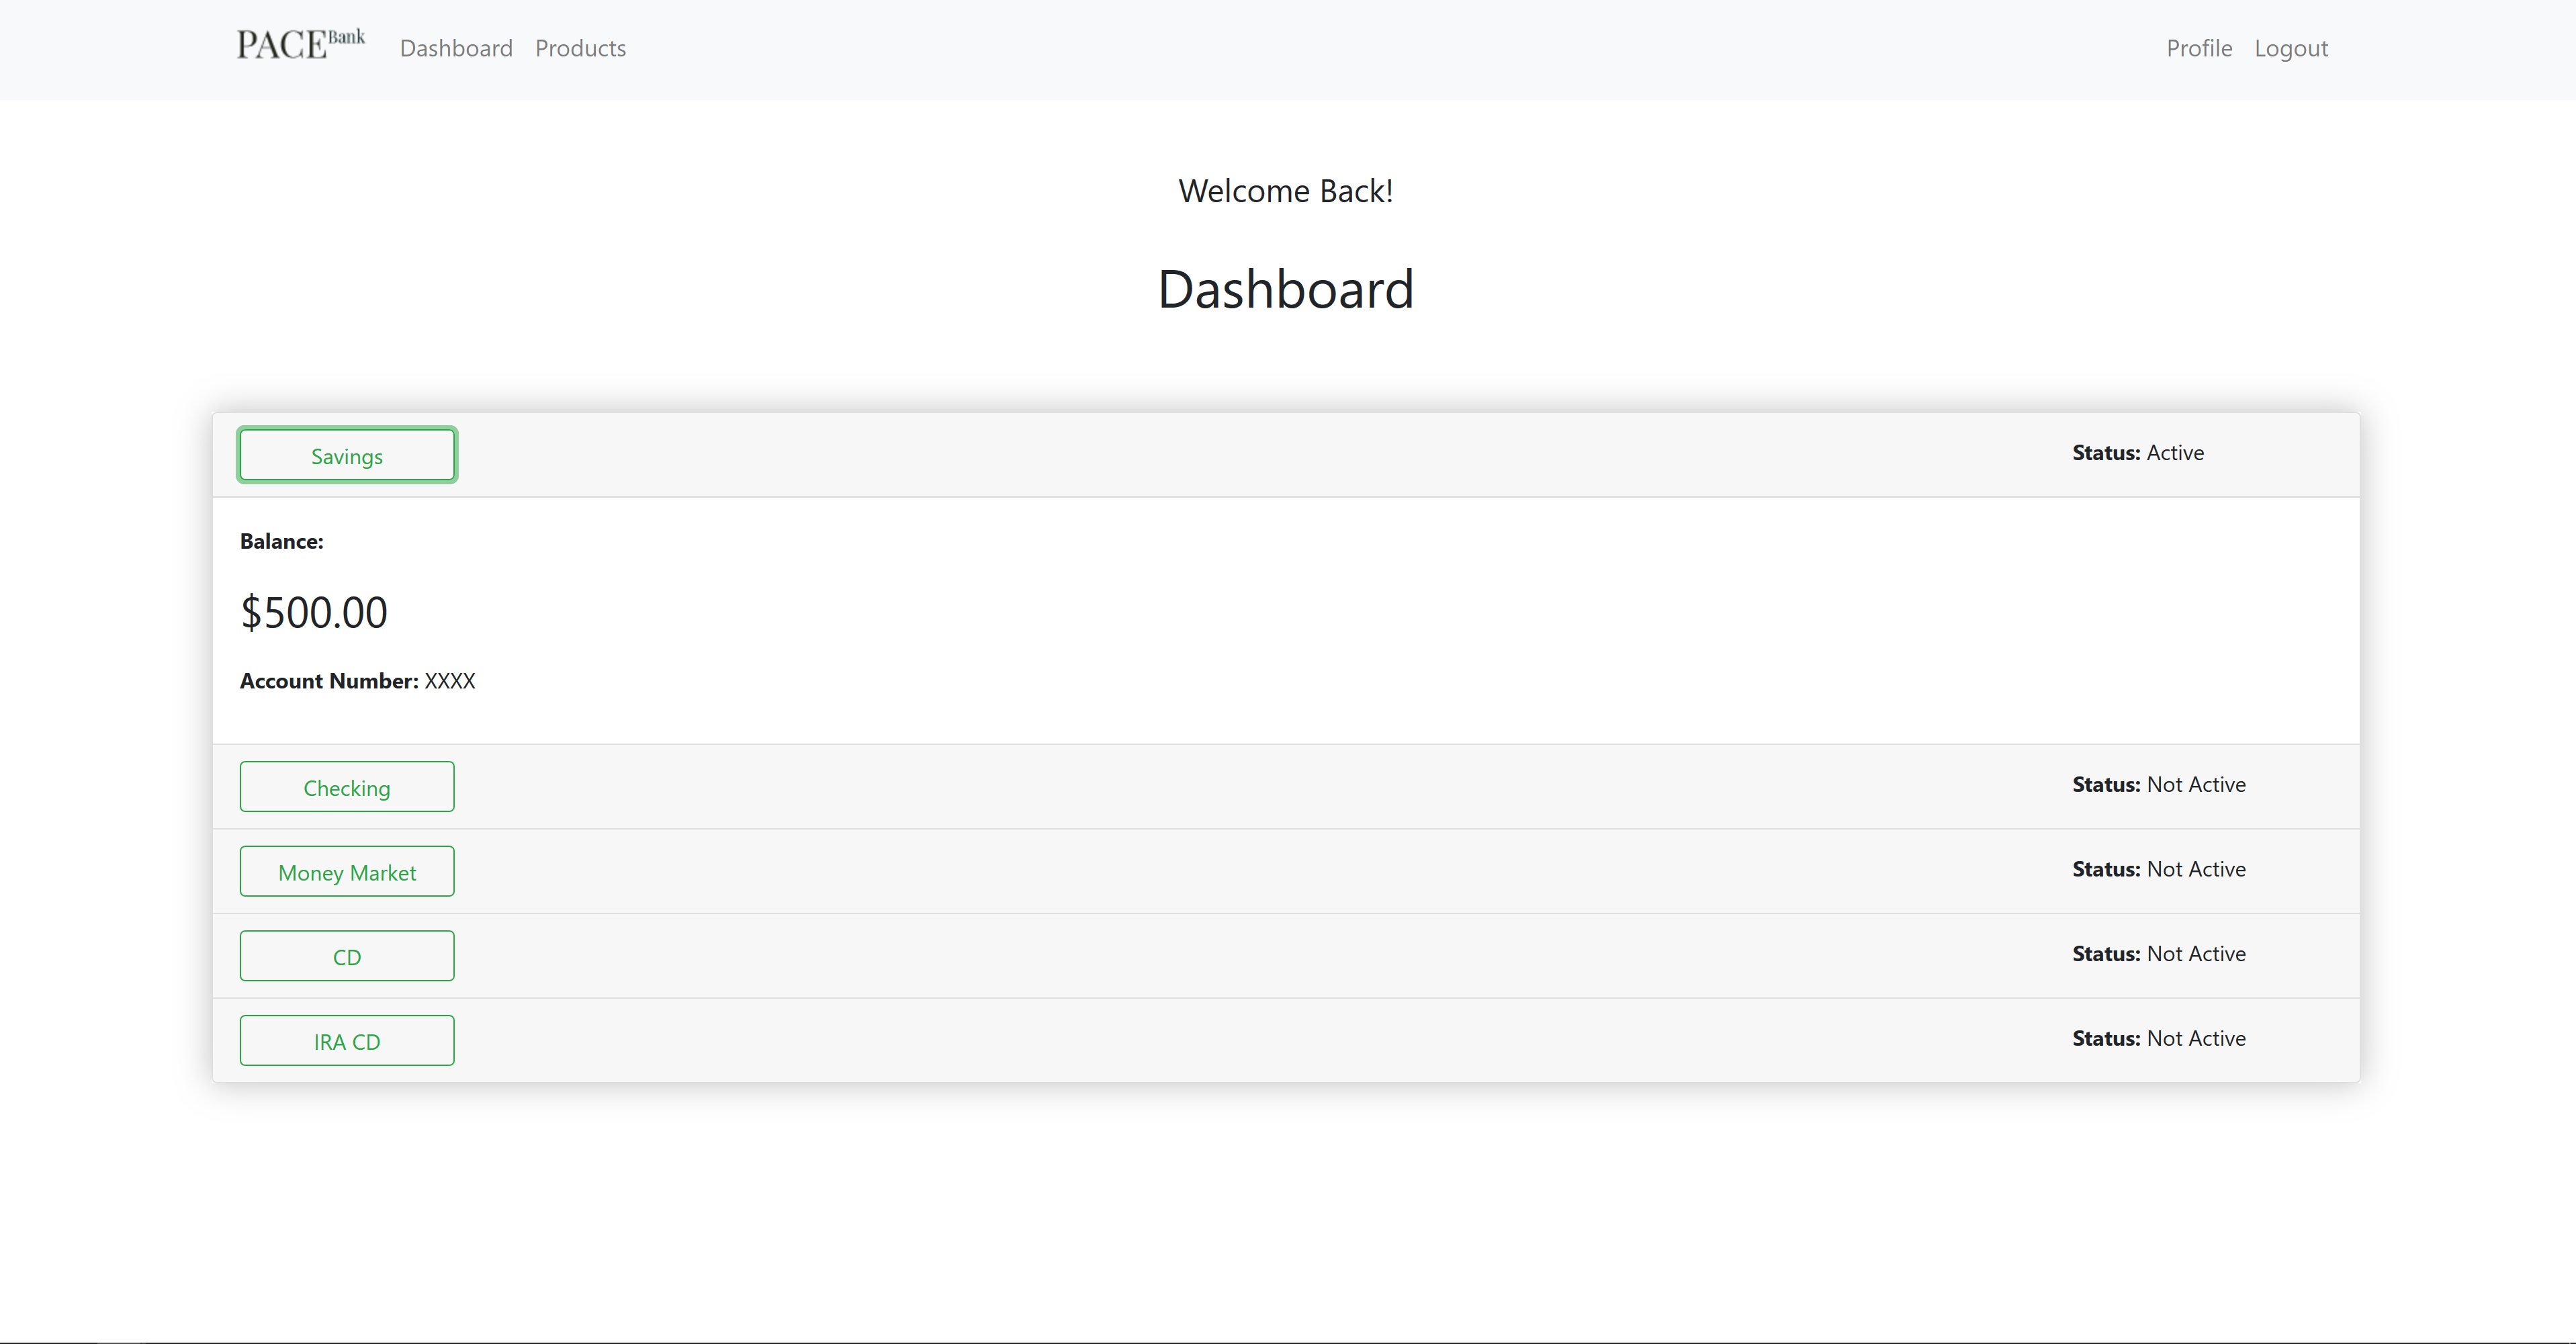 PACE Bank Dashboard Products Profile Logout
Welcome Back!
Dashboard
Savings Status: Active
Balance:
$500.00
Account Number: XXXX
Checking Status: Not Active
Money Market Status: Not Active
CD Status: Not Active
IRA CD Status: Not Active